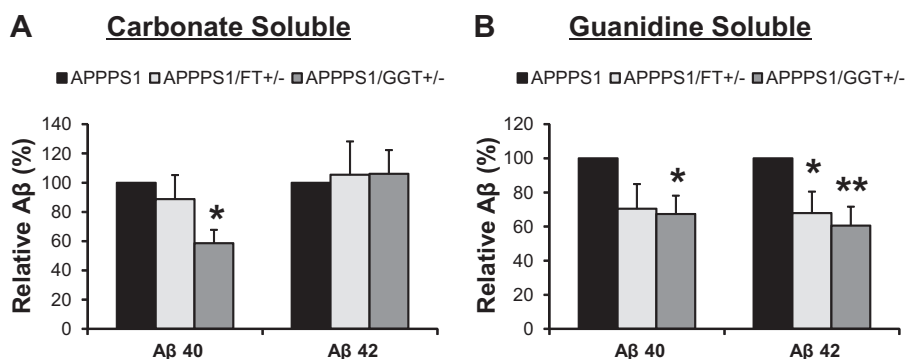 A Carbonate Soluble
■APPPS1 □APPPS1/FT+/- ■APPPS1/GGT+/-
Relative Aβ (%)
140
120
100
80
60
40
20
0
*
Aβ 40 Aβ 42
B Guanidine Soluble
■APPPS1 □APPPS1/FT+/- ■APPPS1/GGT+/-
Relative Aβ (%)
120
100
80
60
40
20
0
* * **
Aβ 40 Aβ 42